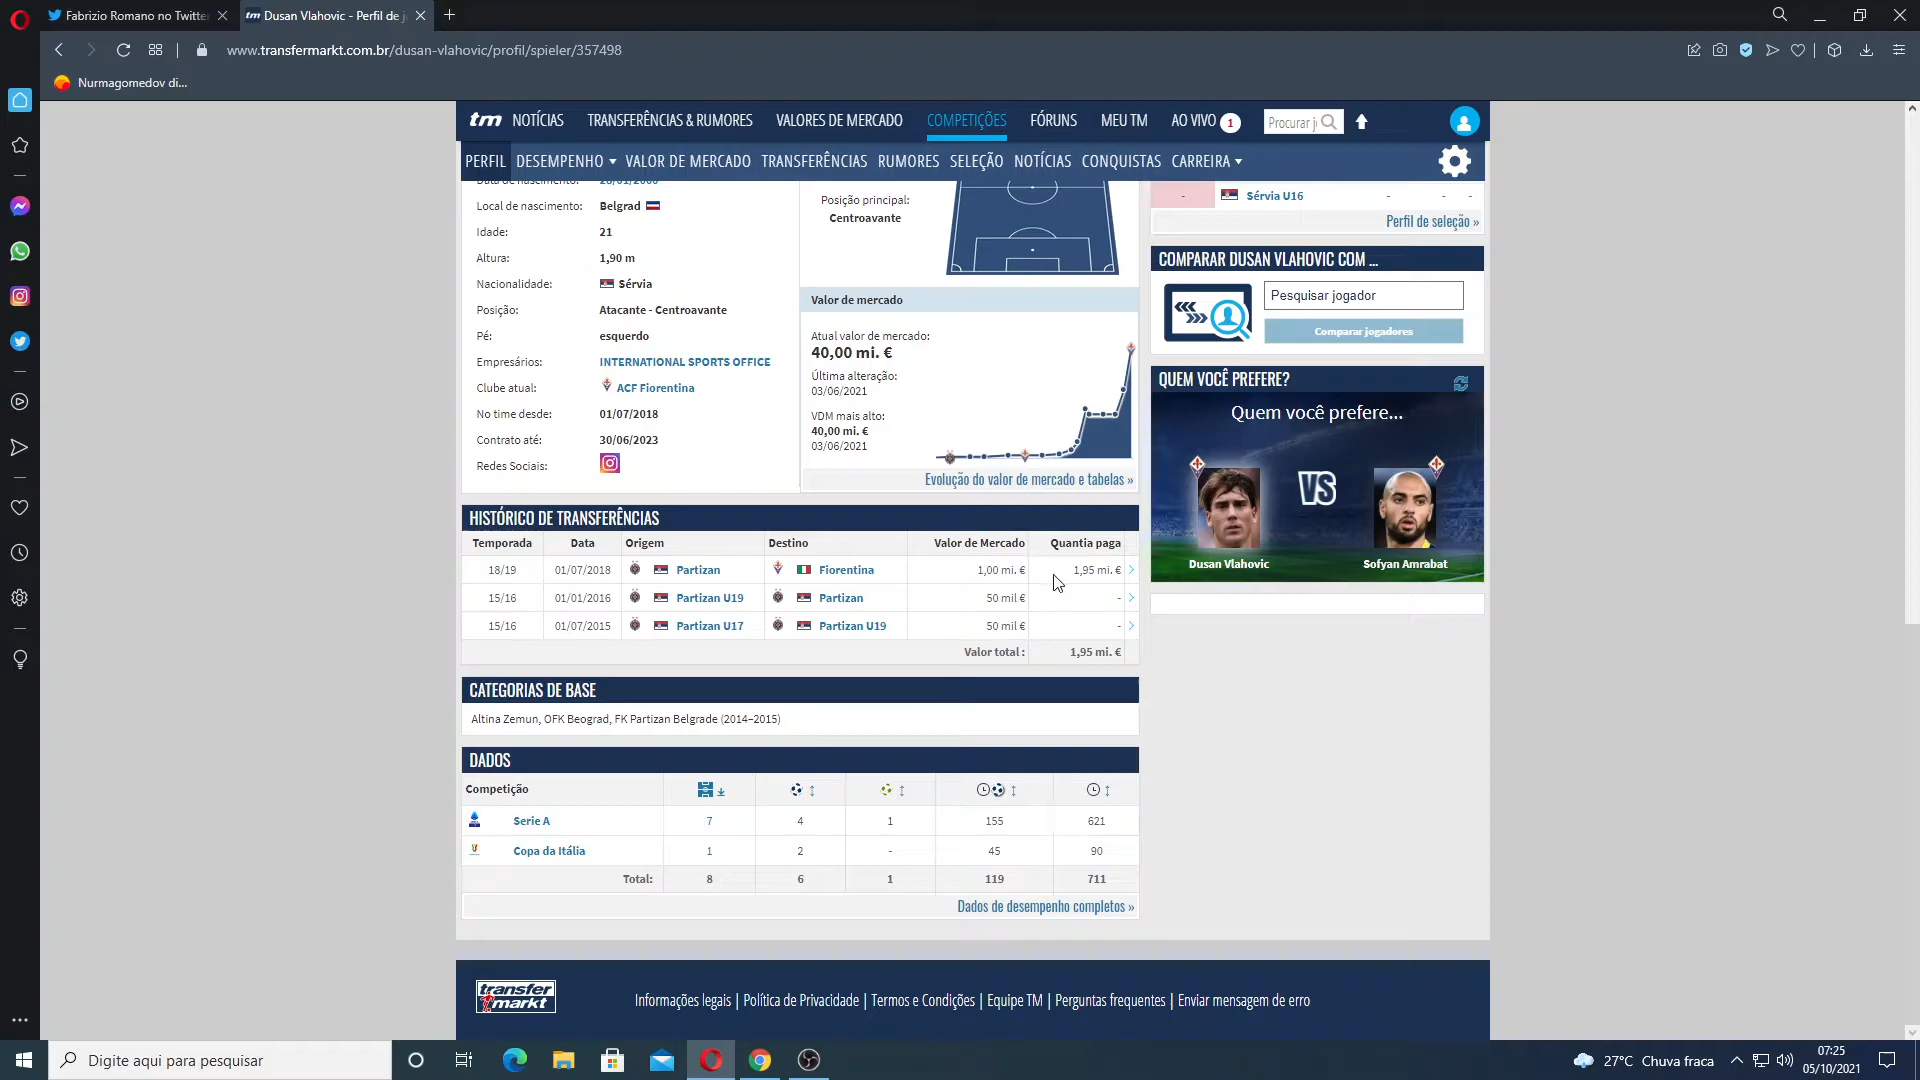 Fabrizio Romano no Twitte
Dusan Vlahovic - Perfil de j
www.transfermarkt.com.br/dusan-vlahovic/profil/spieler/357498
Nurmagomedov di...
tm NOTÍCIAS TRANSFERÊNCIAS & RUMORES VALORES DE MERCADO COMPETIÇÕES FÓRUNS MEU TM AO VIVO 1 Procurar j
PERFIL DESEMPENHO VALOR DE MERCADO TRANSFERÊNCIAS RUMORES SELEÇÃO NOTÍCIAS CONQUISTAS CARREIRA
Data de nascimento: 28/01/2000
Local de nascimento: Belgrad
Idade: 21
Altura: 1,90 m
Nacionalidade: Sérvia
Posição: Atacante - Centroavante
Pé: esquerdo
Empresários: INTERNATIONAL SPORTS OFFICE
Clube atual: ACF Fiorentina
No time desde: 01/07/2018
Contrato até: 30/06/2023
Redes Sociais:
Posição principal:
Centroavante
Valor de mercado
Atual valor de mercado:
40,00 mi. €
Última alteração:
03/06/2021
VDM mais alto:
40,00 mi. €
03/06/2021
Evolução do valor de mercado e tabelas »
- Sérvia U16 - - -
Perfil de seleção »
COMPARAR DUSAN VLAHOVIC COM ...
Pesquisar jogador
Comparar jogadores
QUEM VOCÊ PREFERE?
Quem você prefere...
VS
Dusan Vlahovic Sofyan Amrabat
HISTÓRICO DE TRANSFERÊNCIAS
Temporada Data Origem Destino Valor de Mercado Quantia paga
18/19 01/07/2018 Partizan Fiorentina 1,00 mi. € 1,95 mi. €
15/16 01/01/2016 Partizan U19 Partizan 50 mil € -
15/16 01/07/2015 Partizan U17 Partizan U19 50 mil € -
Valor total : 1,95 mi. €
CATEGORIAS DE BASE
Altina Zemun, OFK Beograd, FK Partizan Belgrade (2014–2015)
DADOS
Competição
Serie A 7 4 1 155 621
Copa da Itália 1 2 - 45 90
Total: 8 6 1 119 711
Dados de desempenho completos »
transfermarkt
Informações legais | Política de Privacidade | Termos e Condições | Equipe TM | Perguntas frequentes | Enviar mensagem de erro
Digite aqui para pesquisar
27°C Chuva fraca
07:25
05/10/2021